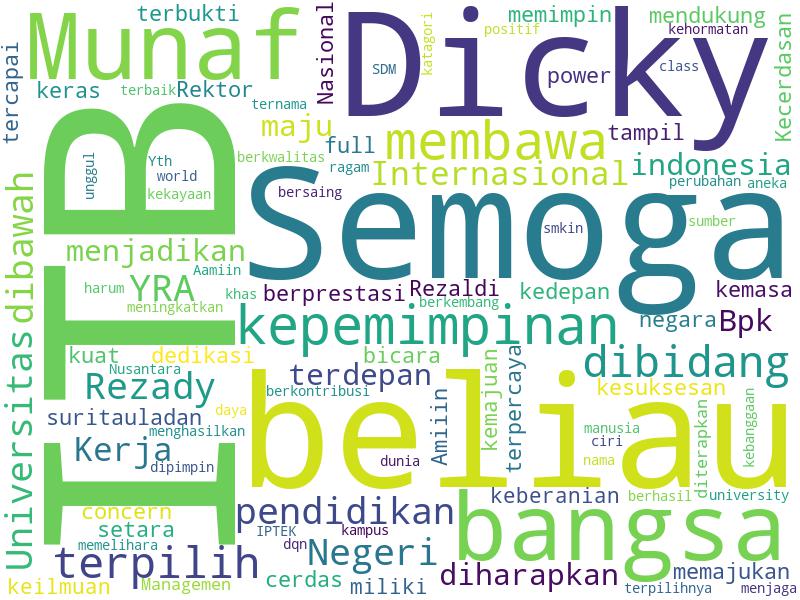 terbukti
Munaf
Dicky
memimpin
mendukung
positif
kehormatan
katagori
Nasional
SDM
power
class
Kecerdasan
tercapai
keras
terbaik
Rektor
ternama
maju
full
membawa
tampil
berkwalitas
ragam
Internasional
indonesia
perubahan
aneka
unggul
Yth
world
kekayaan
bersaing
Semoga
smkin
sumber
ITB
menjadikan
Aamiin
harum
YRA
khas
berprestasi
Rezaldi
kedepan
kemasa
meningkatkan
berkembang
kepemimpinan
negara
Bpk
Universitas
dibawah
kuat
dedikasi
bicara
dibidang
Nusantara
Rezady
terdepan
berkontribusi
kemajuan
terpercaya
kesuksesan
suritauladan
daya
menghasilkan
beliau
Amiiin
manusia
ciri
nama
diterapkan
kebanggaan
Kerja
dipimpin
dunia
concern
pendidikan
keberanian
berhasil
university
setara
IPTEK
kampus
bangsa
memelihara
dqn
terpilih
Negeri
diharapkan
memajukan
keilmuan
Managemen
cerdas
miliki
terpilihnya
menjaga